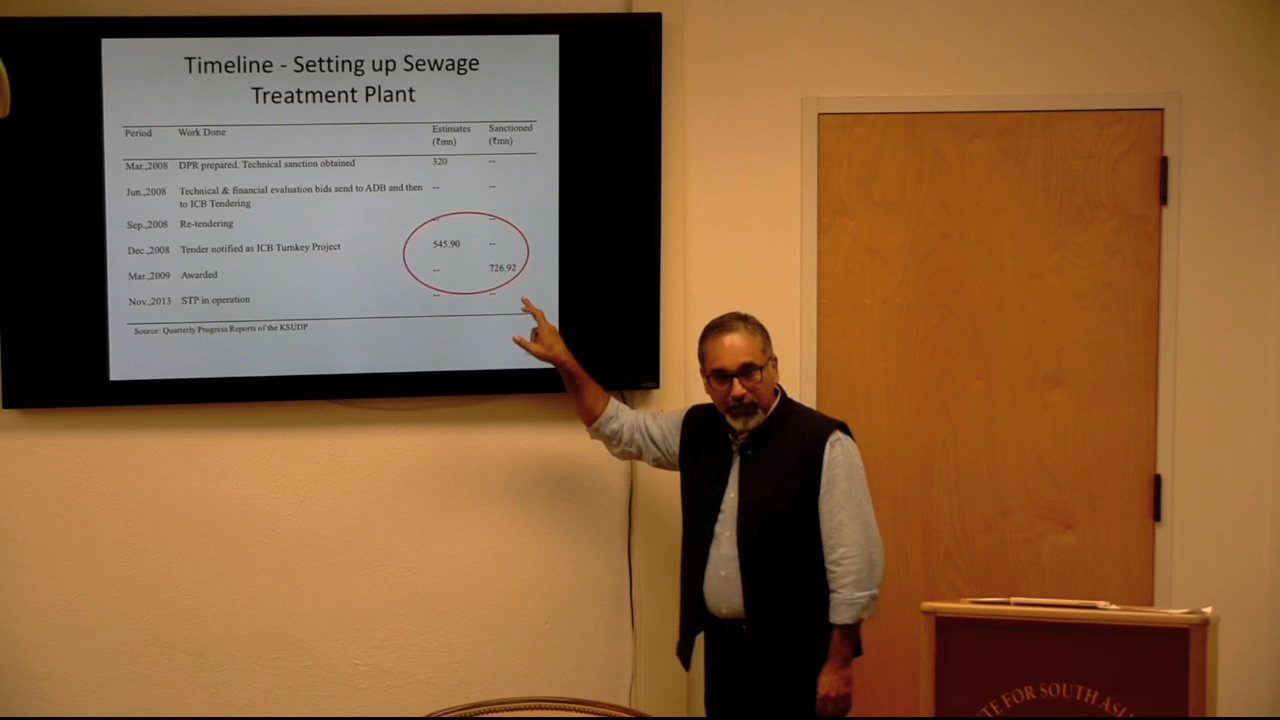 Timeline - Setting up Sewage
Treatment Plant
Period Work Done Estimates (₹mn) Sanctioned (₹mn)
Mar.,2008 DPR prepared. Technical sanction obtained 320 --
Jun.,2008 Technical & financial evaluation bids send to ADB and then -- --
to ICB Tendering
Sep.,2008 Re-tendering -- --
Dec.,2008 Tender notified as ICB Turnkey Project 545.90 --
Mar.,2009 Awarded -- 726.92
Nov.,2013 STP in operation -- --
Source: Quarterly Progress Reports of the KSUDP
FOR SOUTH